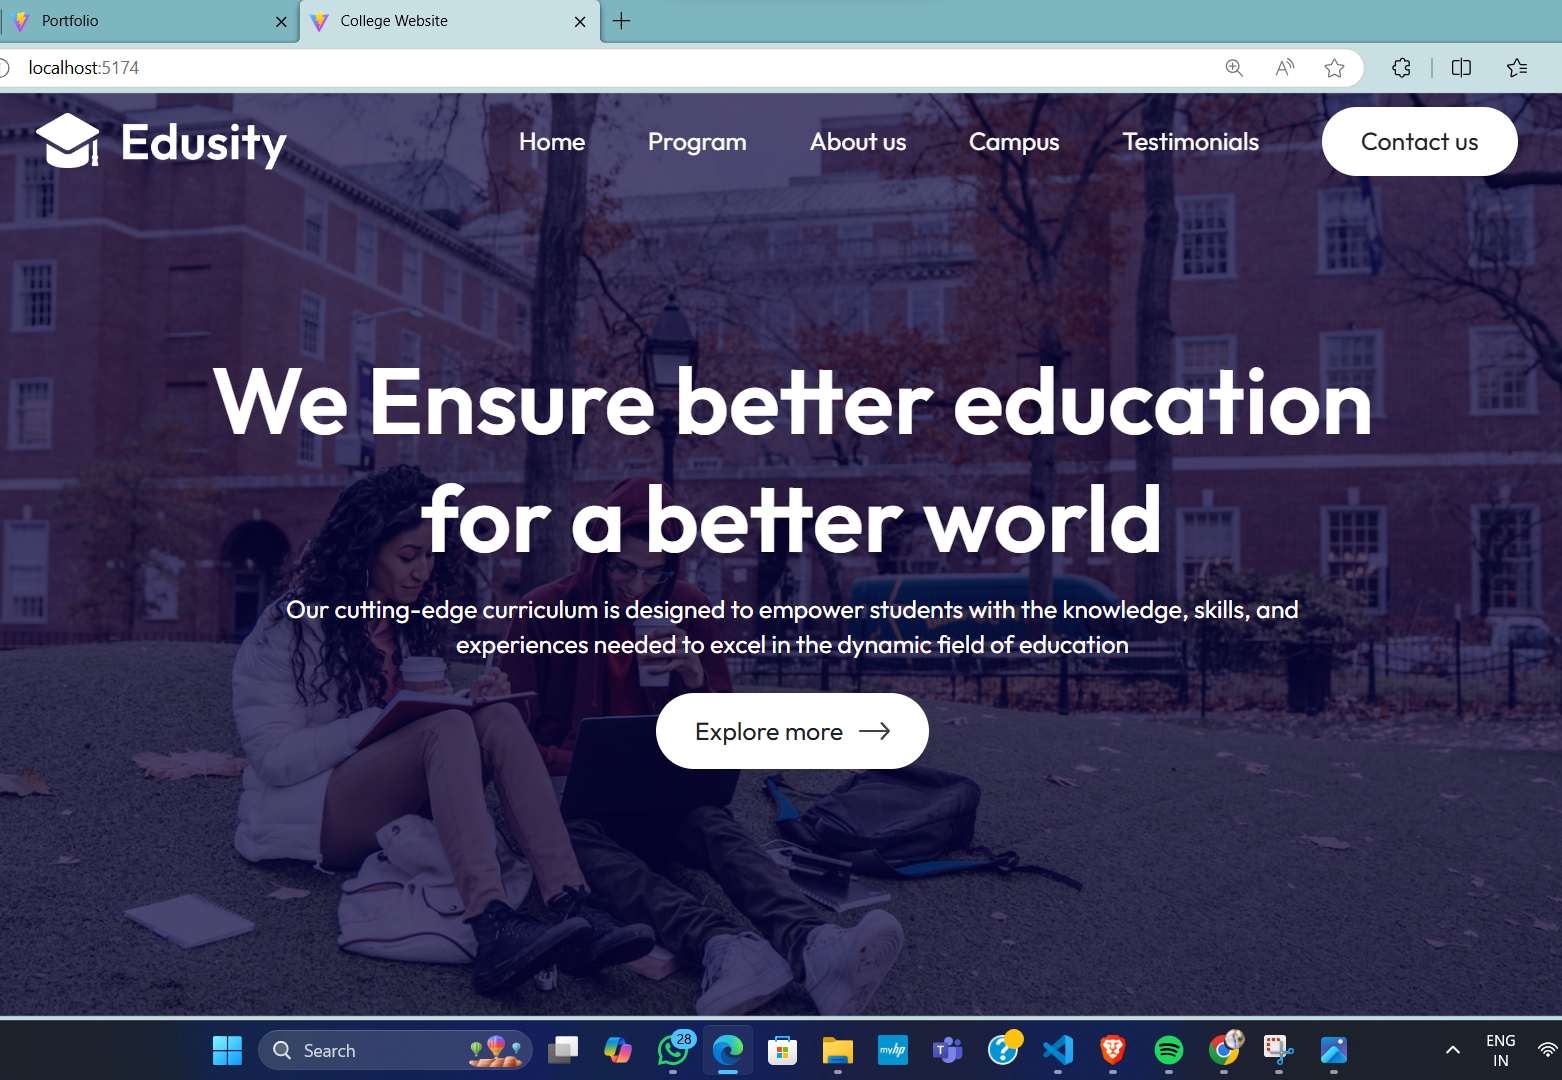 Portfolio
College Website
localhost:5174
Edusity
Home Program About us Campus Testimonials Contact us
We Ensure better education
for a better world
Our cutting-edge curriculum is designed to empower students with the knowledge, skills, and
experiences needed to excel in the dynamic field of education
Explore more
Search
28
myhp
T
?
ENG
IN